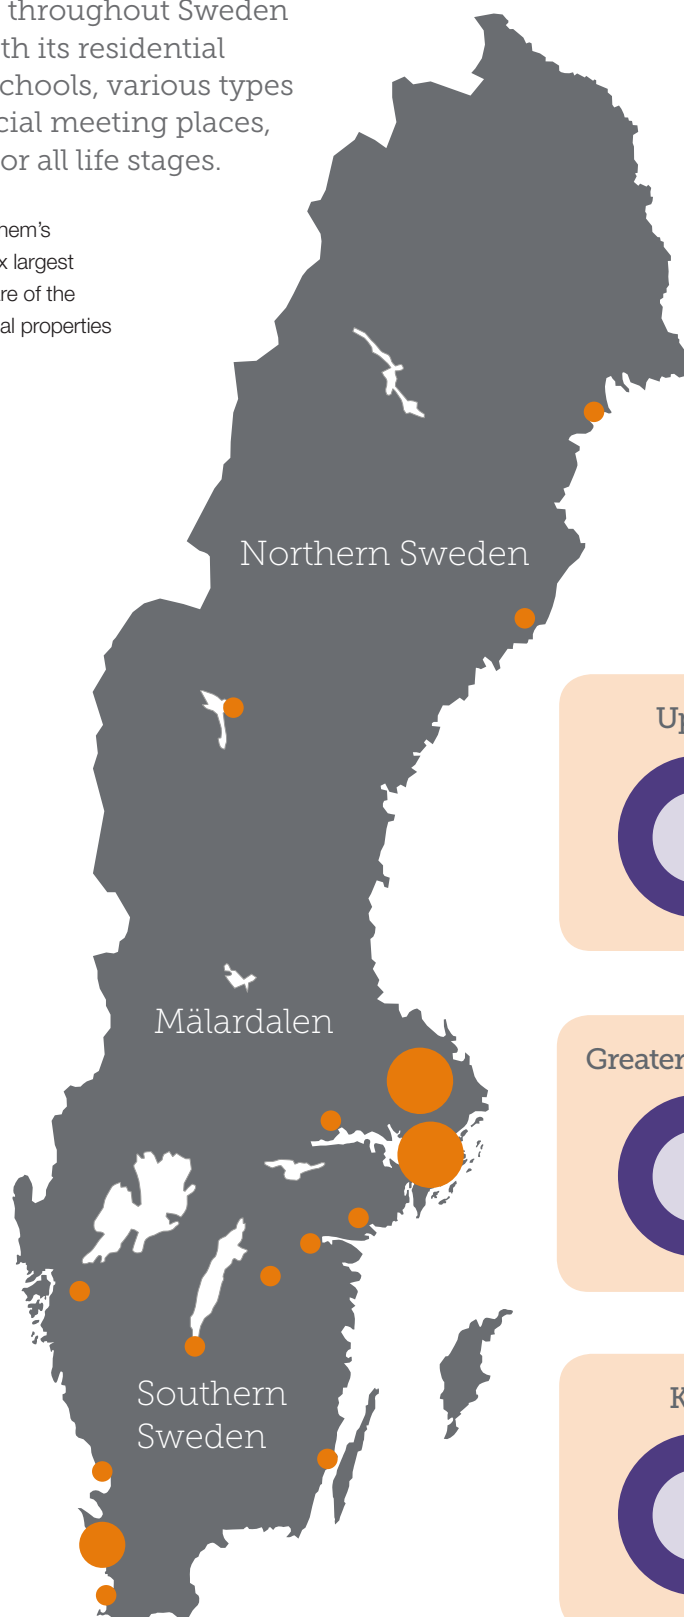 throughout Sweden
th its residential
chools, various types
cial meeting places,
or all life stages.
hem's
x largest
re of the
al properties
Northern Sweden
Up
Mälardalen
Greater
Southern
Sweden
K